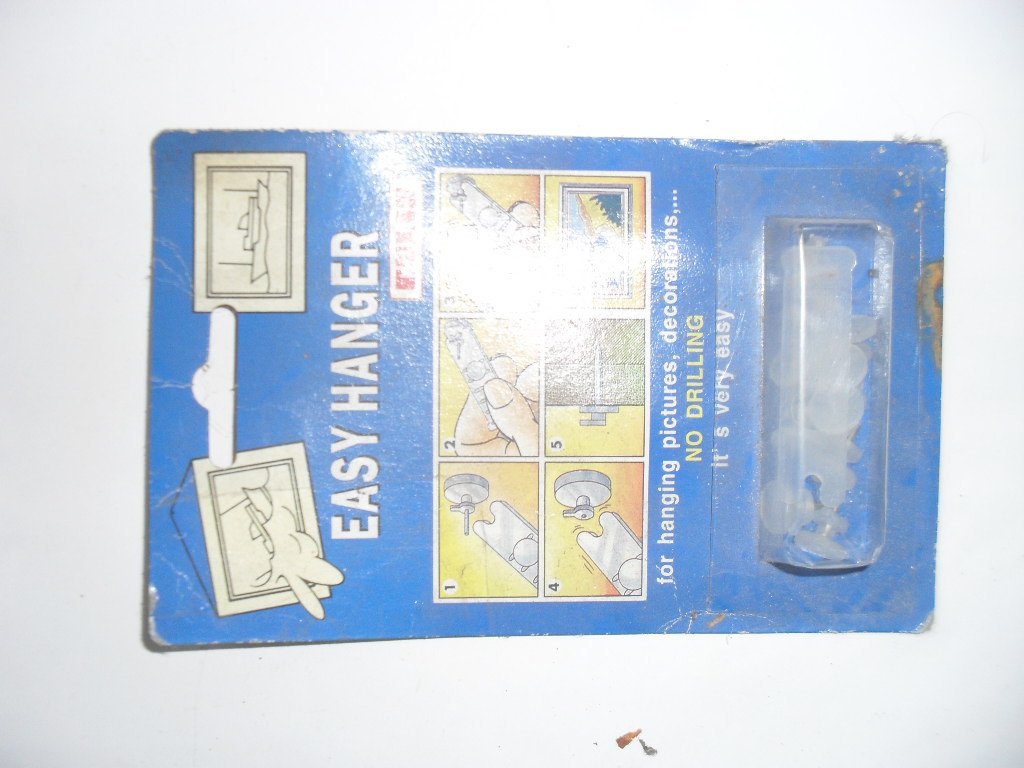 EASY HANGER
1
2
3
4
5
for hanging pictures, decorations,...
NO DRILLING
it's very easy